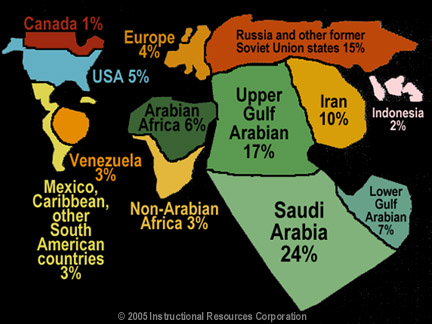 Canada 1%
USA 5%
Europe
4%
Russia and other former
Soviet Union states 15%
Arabian
Africa 6%
Upper
Gulf
Arabian
17%
Iran
10%
Indonesia
2%
Venezuela
3%
Mexico,
Caribbean,
other
South
American
countries
3%
Non-Arabian
Africa 3%
Saudi
Arabia
24%
Lower
Gulf
Arabian
7%
© 2005 Instructional Resources Corporation